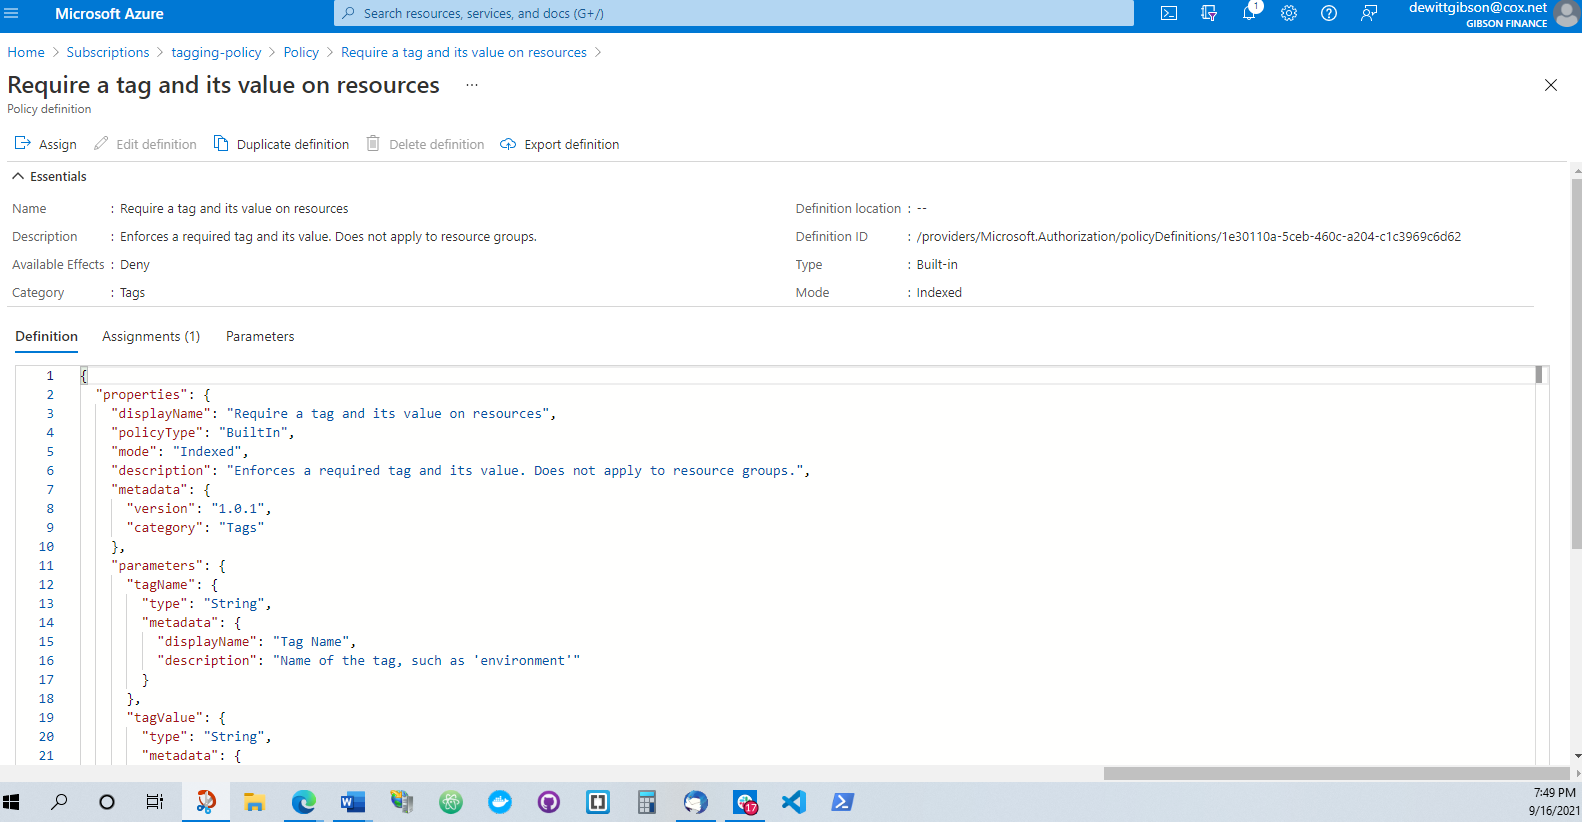 Microsoft Azure
Search resources, services, and docs (G+/)
1
dewittgibson@cox.net
GIBSON FINANCE
Home > Subscriptions > tagging-policy > Policy > Require a tag and its value on resources >
Require a tag and its value on resources ...
Policy definition
Assign Edit definition Duplicate definition Delete definition Export definition
Essentials
Name : Require a tag and its value on resources
Definition location : --
Description : Enforces a required tag and its value. Does not apply to resource groups.
Definition ID : /providers/Microsoft.Authorization/policyDefinitions/1e30110a-5ceb-460c-a204-c1c3969c6d62
Available Effects : Deny
Type : Built-in
Category : Tags
Mode : Indexed
Definition Assignments (1) Parameters
1 {
2 "properties": {
3 "displayName": "Require a tag and its value on resources",
4 "policyType": "BuiltIn",
5 "mode": "Indexed",
6 "description": "Enforces a required tag and its value. Does not apply to resource groups.",
7 "metadata": {
8 "version": "1.0.1",
9 "category": "Tags"
10 },
11 "parameters": {
12 "tagName": {
13 "type": "String",
14 "metadata": {
15 "displayName": "Tag Name",
16 "description": "Name of the tag, such as 'environment'"
17 }
18 },
19 "tagValue": {
20 "type": "String",
21 "metadata": {
17
7:49 PM
9/16/2021